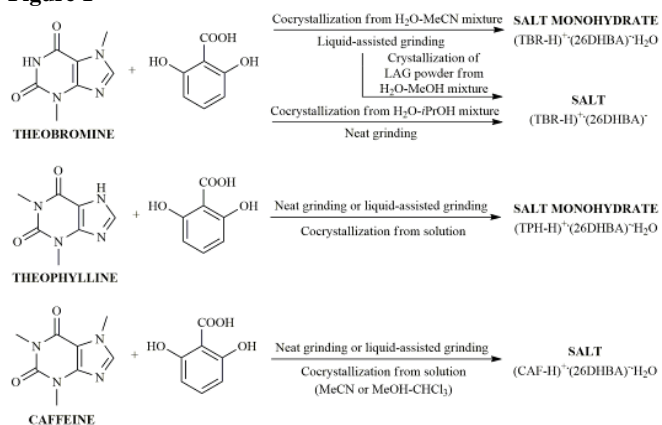 Figure 1
O
HN
N
N
N
O
THEOBROMINE
+
COOH
HO
OH
Cocrystallization from H₂O-MeCN mixture
Liquid-assisted grinding
Crystallization of
LAG powder from
H₂O-MeOH mixture
Cocrystallization from H₂O-iPrOH mixture
Neat grinding
SALT MONOHYDRATE
(TBR-H)⁺·(26DHBA)⁻·H₂O
SALT
(TBR-H)⁺·(26DHBA)⁻
O
H
N
N
N
N
O
THEOPHYLLINE
+
COOH
HO
OH
Neat grinding or liquid-assisted grinding
Cocrystallization from solution
SALT MONOHYDRATE
(TPH-H)⁺·(26DHBA)⁻·H₂O
O
N
N
N
N
O
CAFFEINE
+
COOH
HO
OH
Neat grinding or liquid-assisted grinding
Cocrystallization from solution
(MeCN or MeOH-CHCl₃)
SALT
(CAF-H)⁺·(26DHBA)⁻·H₂O